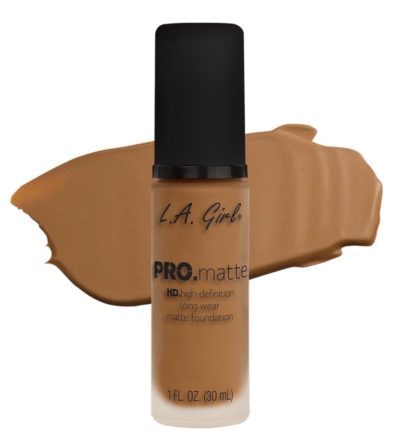 L.A. Girl®
PRO.matte
HD.high-definition
long wear
matte foundation
1 FL. OZ. (30 mL)